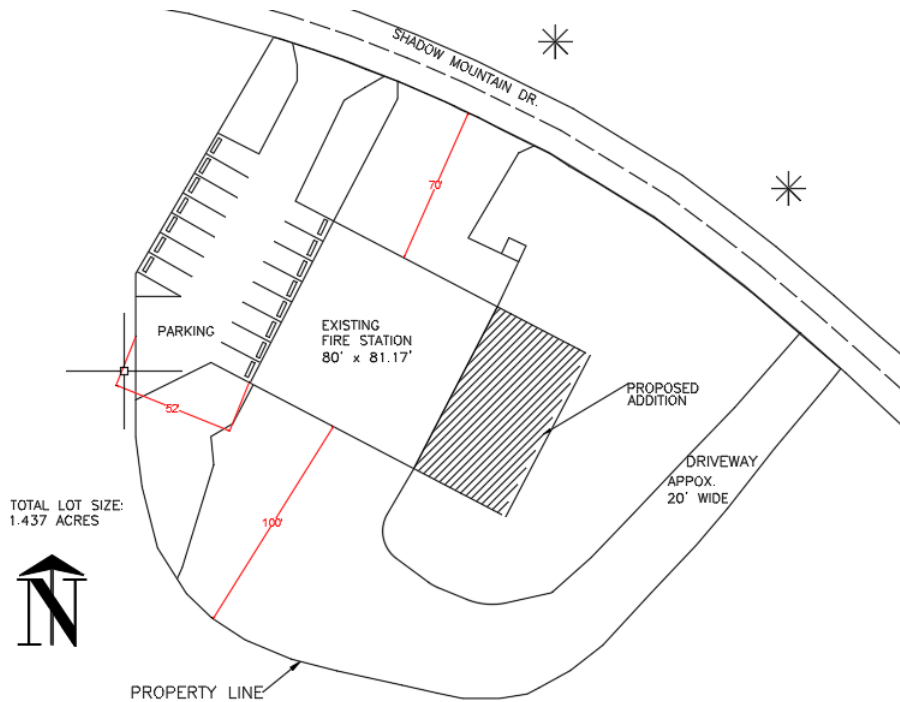 SHADOW MOUNTAIN DR.
70'
PARKING
EXISTING
FIRE STATION
80' x 81.17'
PROPOSED
ADDITION
52'
DRIVEWAY
APPOX.
20' WIDE
TOTAL LOT SIZE:
1.437 ACRES
100'
N
PROPERTY LINE